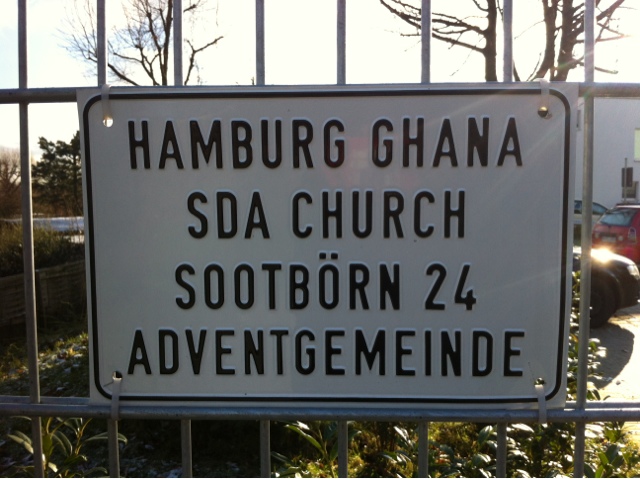 HAMBURG GHANA
SDA CHURCH
SOOTBÖRN 24
ADVENTGEMEINDE